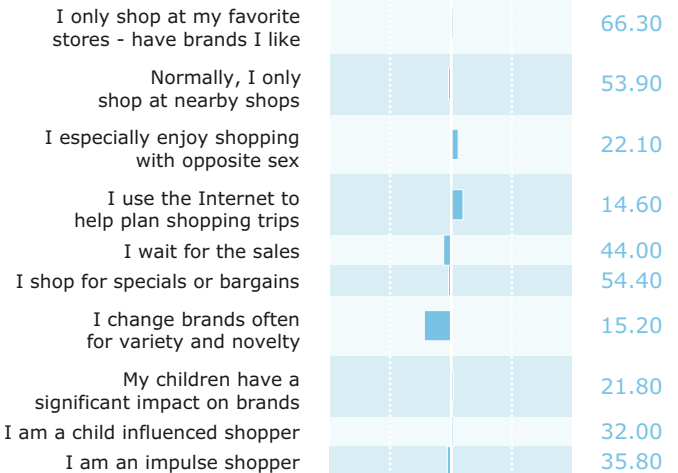 I only shop at my favorite
stores - have brands I like
66.30
Normally, I only
shop at nearby shops
53.90
I especially enjoy shopping
with opposite sex
22.10
I use the Internet to
help plan shopping trips
14.60
I wait for the sales
44.00
I shop for specials or bargains
54.40
I change brands often
for variety and novelty
15.20
My children have a
significant impact on brands
21.80
I am a child influenced shopper
32.00
I am an impulse shopper
35.80